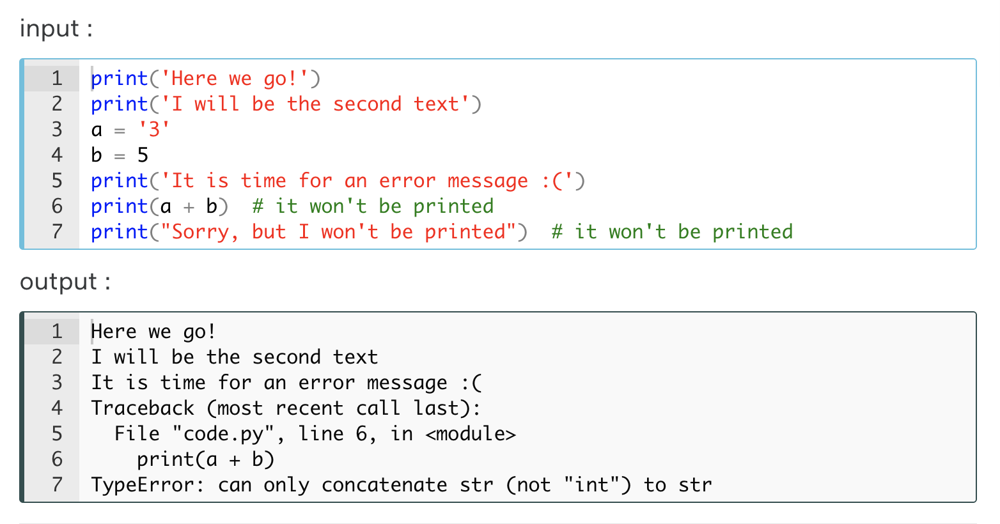 input :
1 print('Here we go!')
2 print('I will be the second text')
3 a = '3'
4 b = 5
5 print('It is time for an error message :(')
6 print(a + b)  # it won't be printed
7 print("Sorry, but I won't be printed")  # it won't be printed
output :
1 Here we go!
2 I will be the second text
3 It is time for an error message :(
4 Traceback (most recent call last):
5   File "code.py", line 6, in <module>
6     print(a + b)
7 TypeError: can only concatenate str (not "int") to str